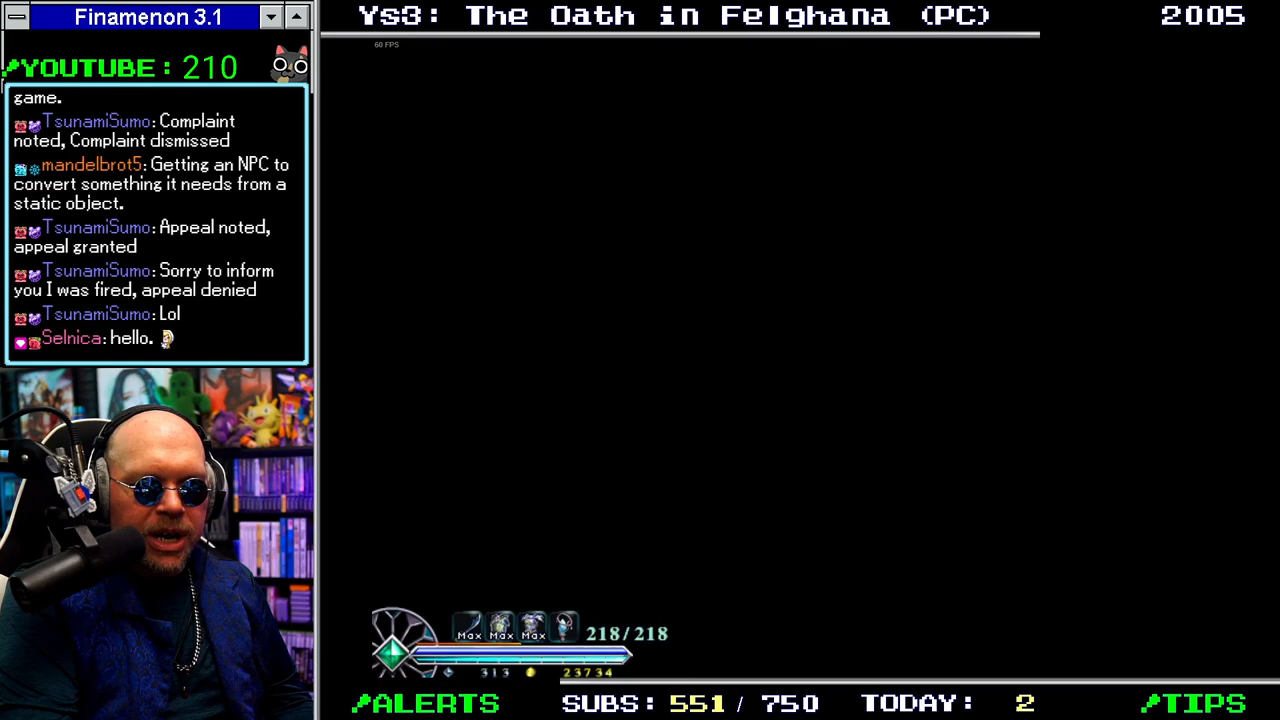 Finamenon 3.1
Ys3: The Oath in Felghana (PC)
2005
60 FPS
/YOUTUBE: 210
game.
TsunamiSumo: Complaint
noted, Complaint dismissed
mandelbrot5: Getting an NPC to
convert something it needs from a
static object.
TsunamiSumo: Appeal noted,
appeal granted
TsunamiSumo: Sorry to inform
you I was fired, appeal denied
TsunamiSumo: Lol
Selnica: hello.
Max Max Max 218/218
313 23734
/ALERTS SUBS: 551 / 750 TODAY: 2 /TIPS